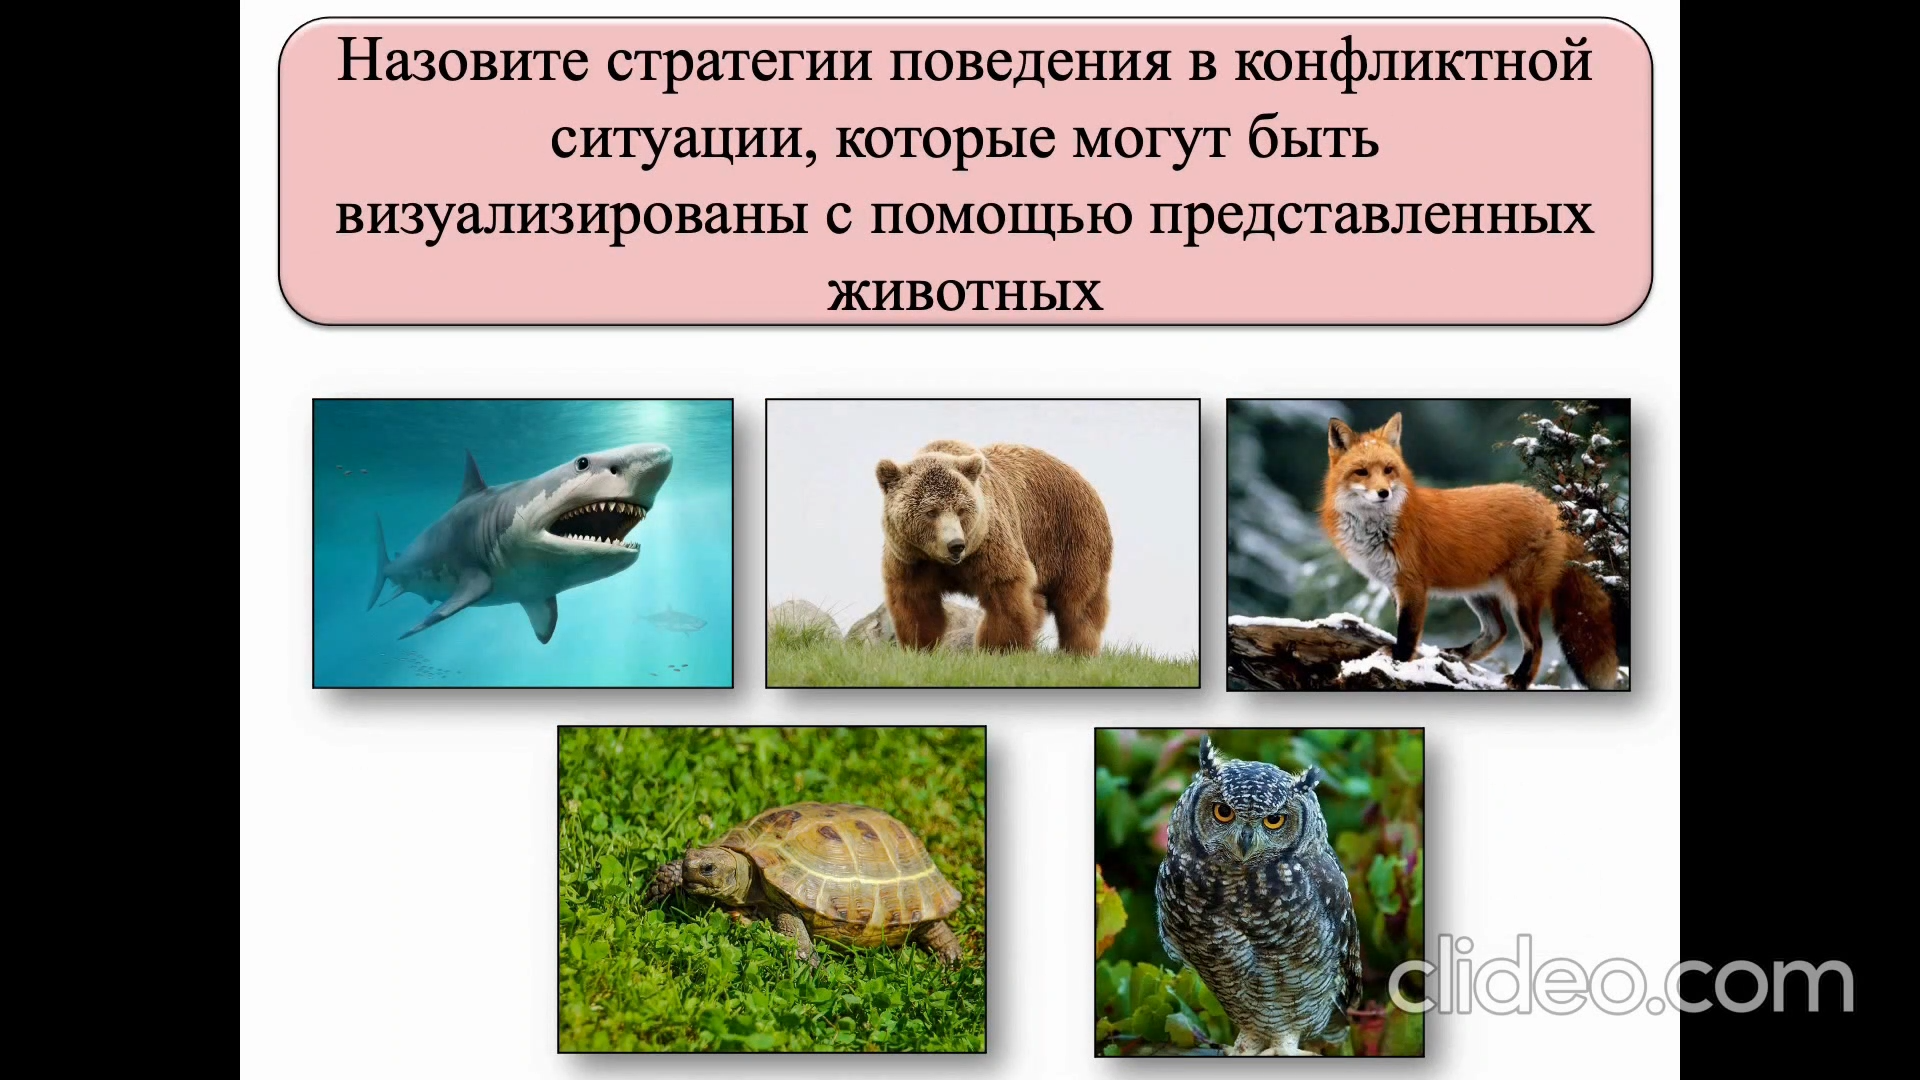 Назовите стратегии поведения в конфликтной
ситуации, которые могут быть
визуализированы с помощью представленных
животных
clideo.com